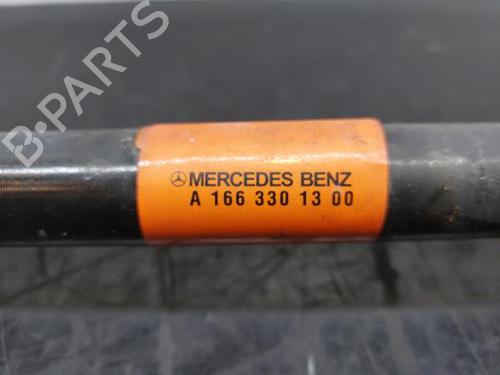 B-PARTS
MERCEDES BENZ
A 166 330 13 00